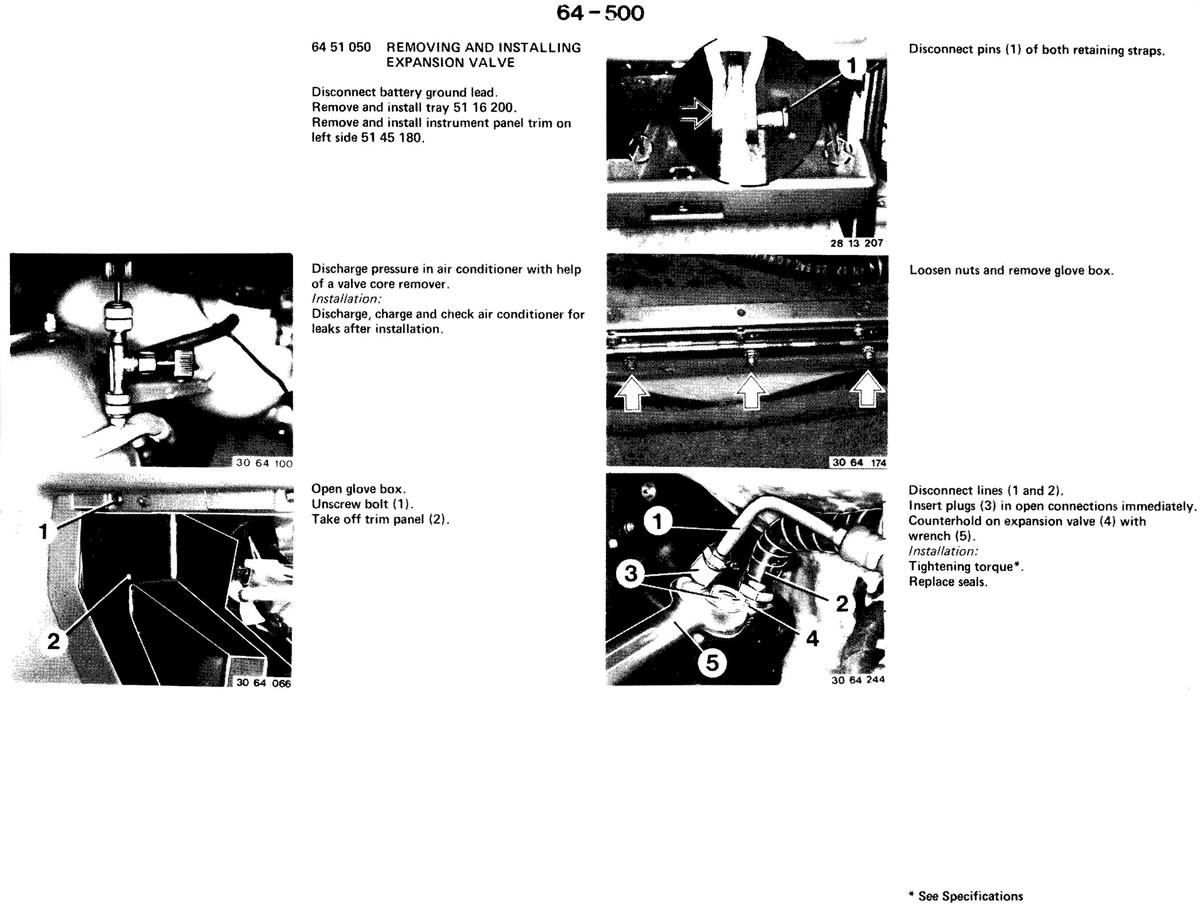 64-500
64 51 050 REMOVING AND INSTALLING
EXPANSION VALVE
Disconnect battery ground lead.
Remove and install tray 51 16 200.
Remove and install instrument panel trim on
left side 51 45 180.
30 64 100
Discharge pressure in air conditioner with help
of a valve core remover.
Installation:
Discharge, charge and check air conditioner for
leaks after installation.
1
2
30 64 066
Open glove box.
Unscrew bolt (1).
Take off trim panel (2).
1
28 13 207
Disconnect pins (1) of both retaining straps.
30 64 174
Loosen nuts and remove glove box.
1
3
2
4
5
30 64 244
Disconnect lines (1 and 2).
Insert plugs (3) in open connections immediately.
Counterhold on expansion valve (4) with
wrench (5).
Installation:
Tightening torque*.
Replace seals.
* See Specifications